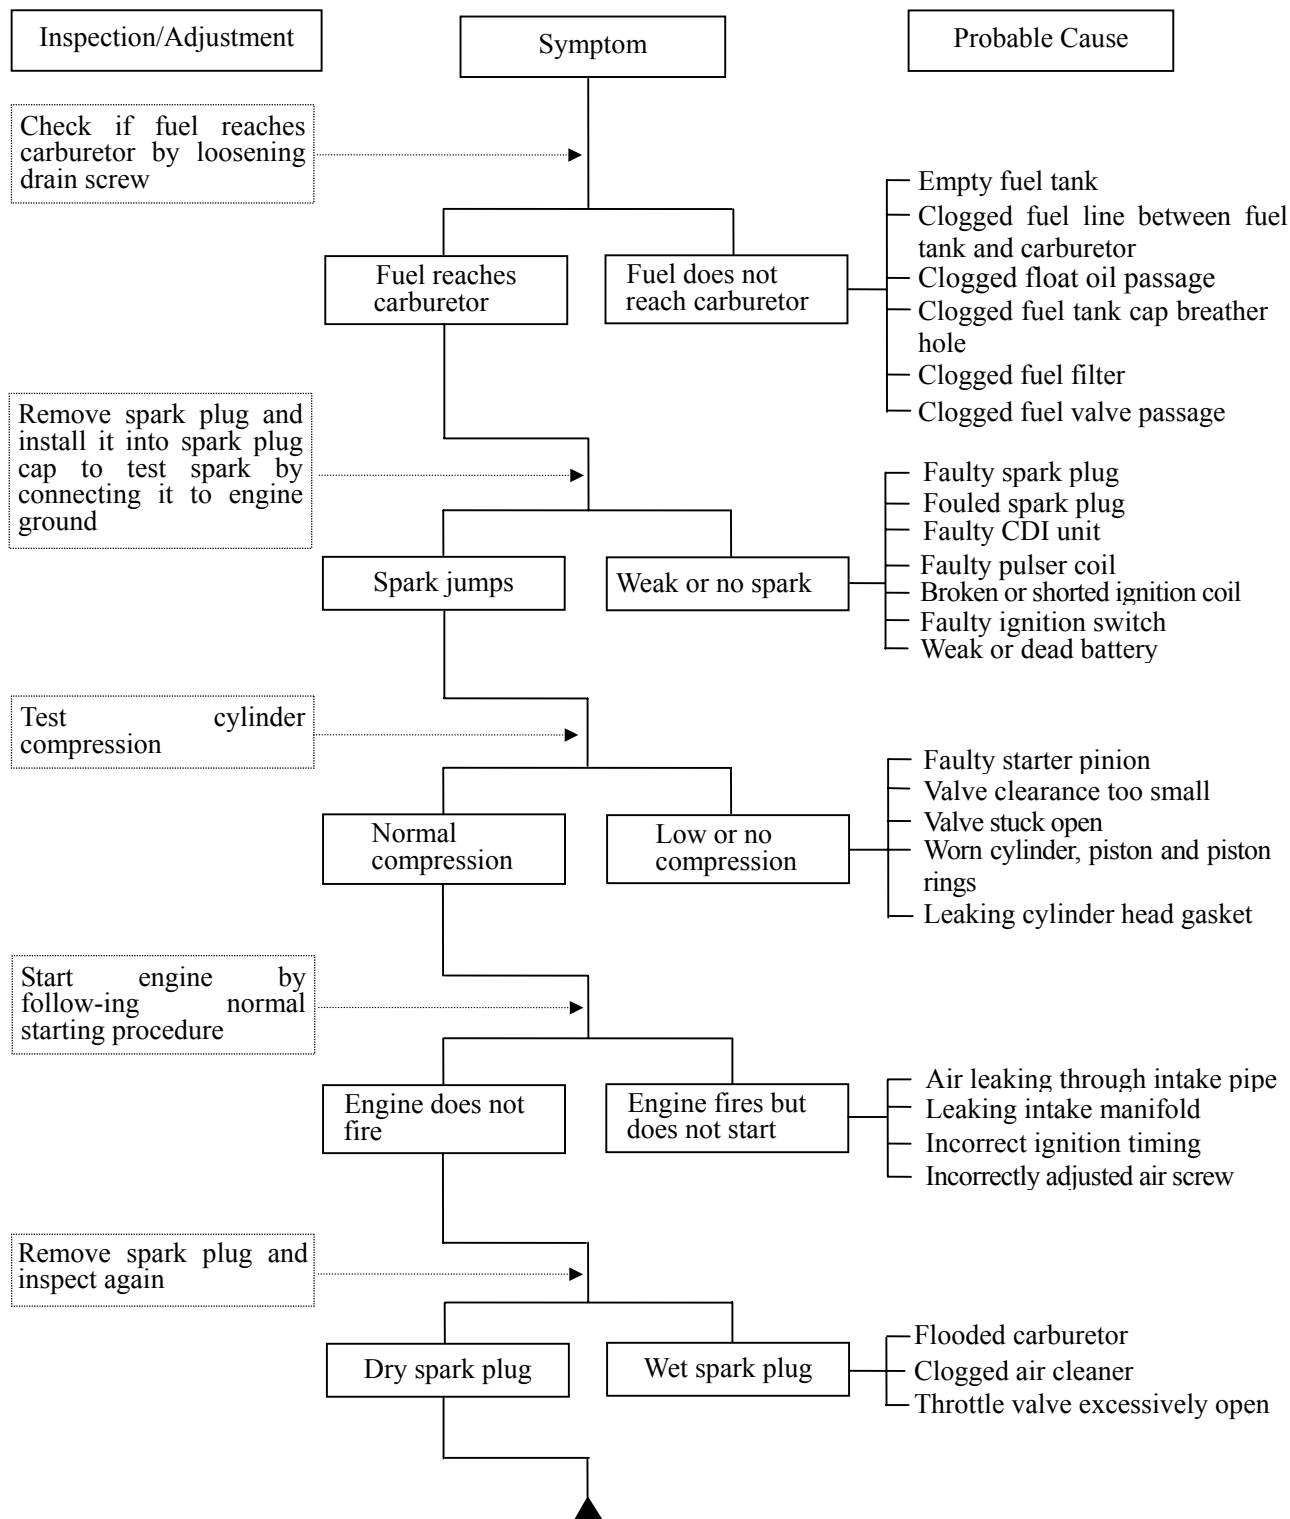 Inspection/Adjustment
Symptom
Probable Cause
Check if fuel reaches
carburetor by loosening
drain screw
Fuel reaches
carburetor
Fuel does not
reach carburetor
Empty fuel tank
Clogged fuel line between fuel
tank and carburetor
Clogged float oil passage
Clogged fuel tank cap breather
hole
Clogged fuel filter
Clogged fuel valve passage
Remove spark plug and
install it into spark plug
cap to test spark by
connecting it to engine
ground
Spark jumps
Weak or no spark
Faulty spark plug
Fouled spark plug
Faulty CDI unit
Faulty pulser coil
Broken or shorted ignition coil
Faulty ignition switch
Weak or dead battery
Test cylinder
compression
Normal
compression
Low or no
compression
Faulty starter pinion
Valve clearance too small
Valve stuck open
Worn cylinder, piston and piston
rings
Leaking cylinder head gasket
Start engine by
follow-ing normal
starting procedure
Engine does not
fire
Engine fires but
does not start
Air leaking through intake pipe
Leaking intake manifold
Incorrect ignition timing
Incorrectly adjusted air screw
Remove spark plug and
inspect again
Dry spark plug
Wet spark plug
Flooded carburetor
Clogged air cleaner
Throttle valve excessively open